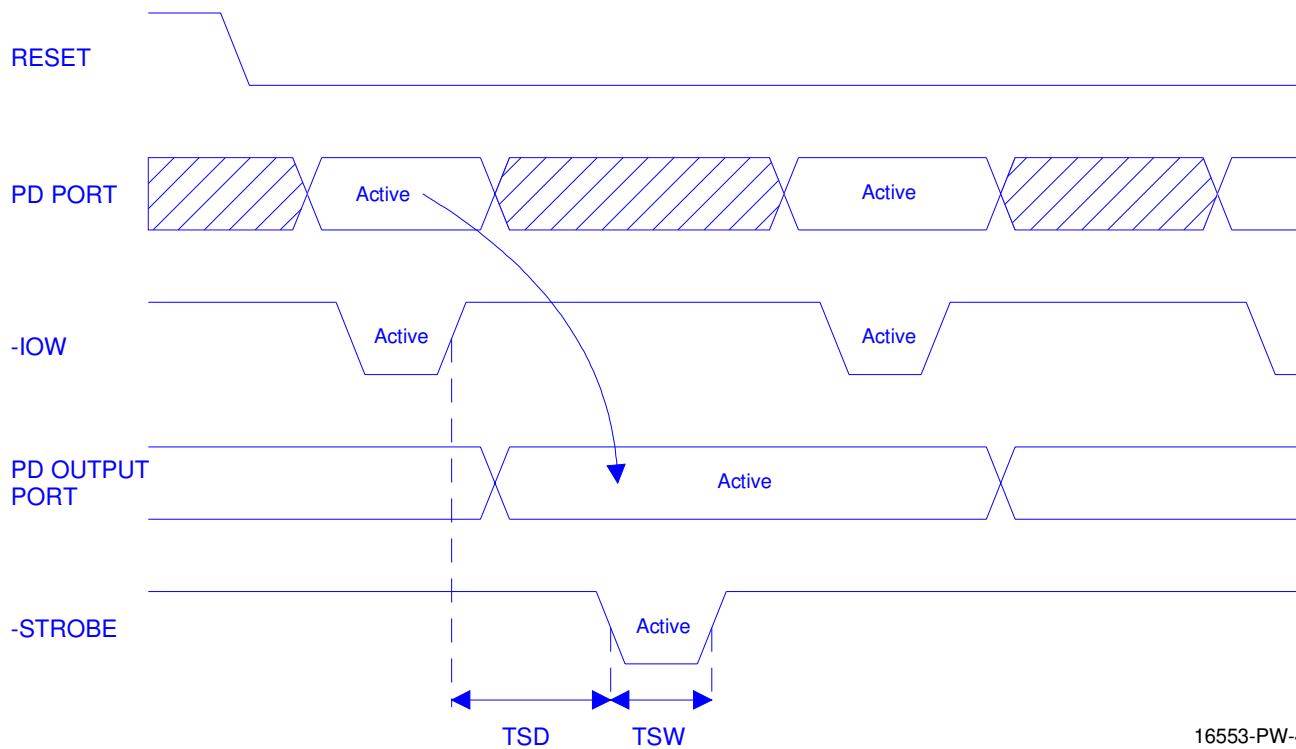 RESET
PD PORT
Active
Active
-IOW
Active
Active
PD OUTPUT
PORT
Active
-STROBE
Active
TSD
TSW
16553-PW-